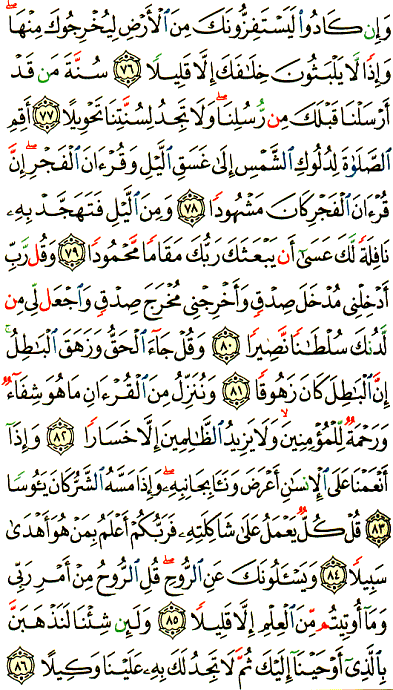 وَإِن كَادُوا۟ لَيَسْتَفِزُّونَكَ مِنَ ٱلْأَرْضِ لِيُخْرِجُوكَ مِنْهَا ۖ
وَإِذًا لَّا يَلْبَثُونَ خِلَـٰفَكَ إِلَّا قَلِيلًا ٧٦ سُنَّةَ مَن قَدْ
أَرْسَلْنَا قَبْلَكَ مِن رُّسُلِنَا ۖ وَلَا تَجِدُ لِسُنَّتِنَا تَحْوِيلًا ٧٧ أَقِمِ
ٱلصَّلَوٰةَ لِدُلُوكِ ٱلشَّمْسِ إِلَىٰ غَسَقِ ٱلَّيْلِ وَقُرْءَانَ ٱلْفَجْرِ ۖ إِنَّ
قُرْءَانَ ٱلْفَجْرِ كَانَ مَشْهُودًا ٧٨ وَمِنَ ٱلَّيْلِ فَتَهَجَّدْ بِهِۦ
نَافِلَةً لَّكَ عَسَىٰٓ أَن يَبْعَثَكَ رَبُّكَ مَقَامًا مَّحْمُودًا ٧٩ وَقُل رَّبِّ
أَدْخِلْنِى مُدْخَلَ صِدْقٍ وَأَخْرِجْنِى مُخْرَجَ صِدْقٍ وَٱجْعَل لِّى مِن
لَّدُنكَ سُلْطَـٰنًا نَّصِيرًا ٨٠ وَقُلْ جَآءَ ٱلْحَقُّ وَزَهَقَ ٱلْبَـٰطِلُ ۚ
إِنَّ ٱلْبَـٰطِلَ كَانَ زَهُوقًا ٨١ وَنُنَزِّلُ مِنَ ٱلْقُرْءَانِ مَا هُوَ شِفَآءٌ
وَرَحْمَةٌ لِّلْمُؤْمِنِينَ ۙ وَلَا يَزِيدُ ٱلظَّـٰلِمِينَ إِلَّا خَسَارًا ٨٢ وَإِذَآ
أَنْعَمْنَا عَلَى ٱلْإِنسَـٰنِ أَعْرَضَ وَنَـَٔا بِجَانِبِهِۦ ۖ وَإِذَا مَسَّهُ ٱلشَّرُّ كَانَ يَـُٔوسًا
٨٣ قُلْ كُلٌّ يَعْمَلُ عَلَىٰ شَاكِلَتِهِۦ فَرَبُّكُمْ أَعْلَمُ بِمَنْ هُوَ أَهْدَىٰ
سَبِيلًا ٨٤ وَيَسْـَٔلُونَكَ عَنِ ٱلرُّوحِ ۖ قُلِ ٱلرُّوحُ مِنْ أَمْرِ رَبِّى
وَمَآ أُوتِيتُم مِّنَ ٱلْعِلْمِ إِلَّا قَلِيلًا ٨٥ وَلَئِن شِئْنَا لَنَذْهَبَنَّ
بِٱلَّذِىٓ أَوْحَيْنَآ إِلَيْكَ ثُمَّ لَا تَجِدُ لَكَ بِهِۦ عَلَيْنَا وَكِيلًا ٨٦